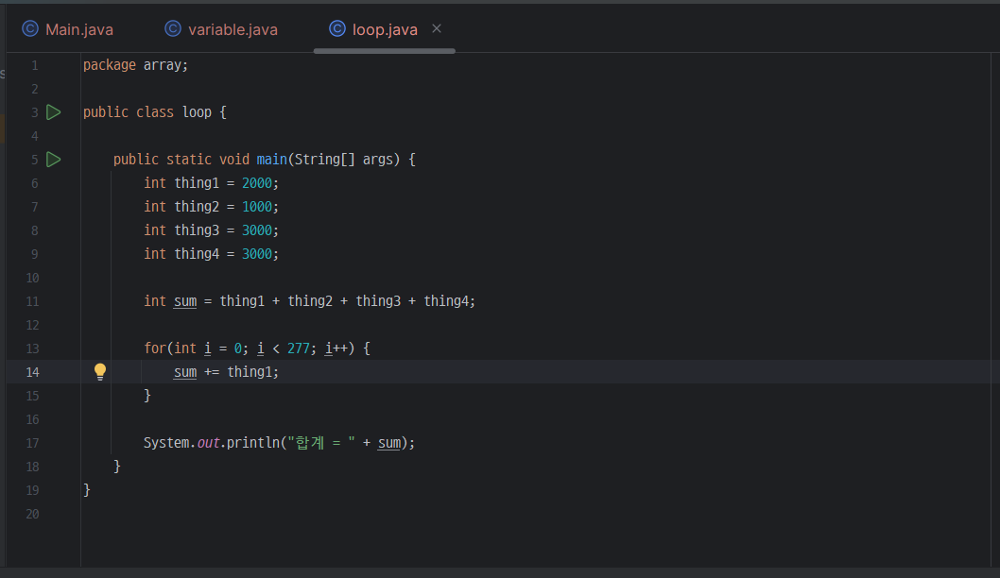 Main.java variable.java loop.java
1 package array;
2
3 public class loop {
4
5 public static void main(String[] args) {
6 int thing1 = 2000;
7 int thing2 = 1000;
8 int thing3 = 3000;
9 int thing4 = 3000;
10
11 int sum = thing1 + thing2 + thing3 + thing4;
12
13 for(int i = 0; i < 277; i++) {
14 sum += thing1;
15 }
16
17 System.out.println("합계 = " + sum);
18 }
19 }
20